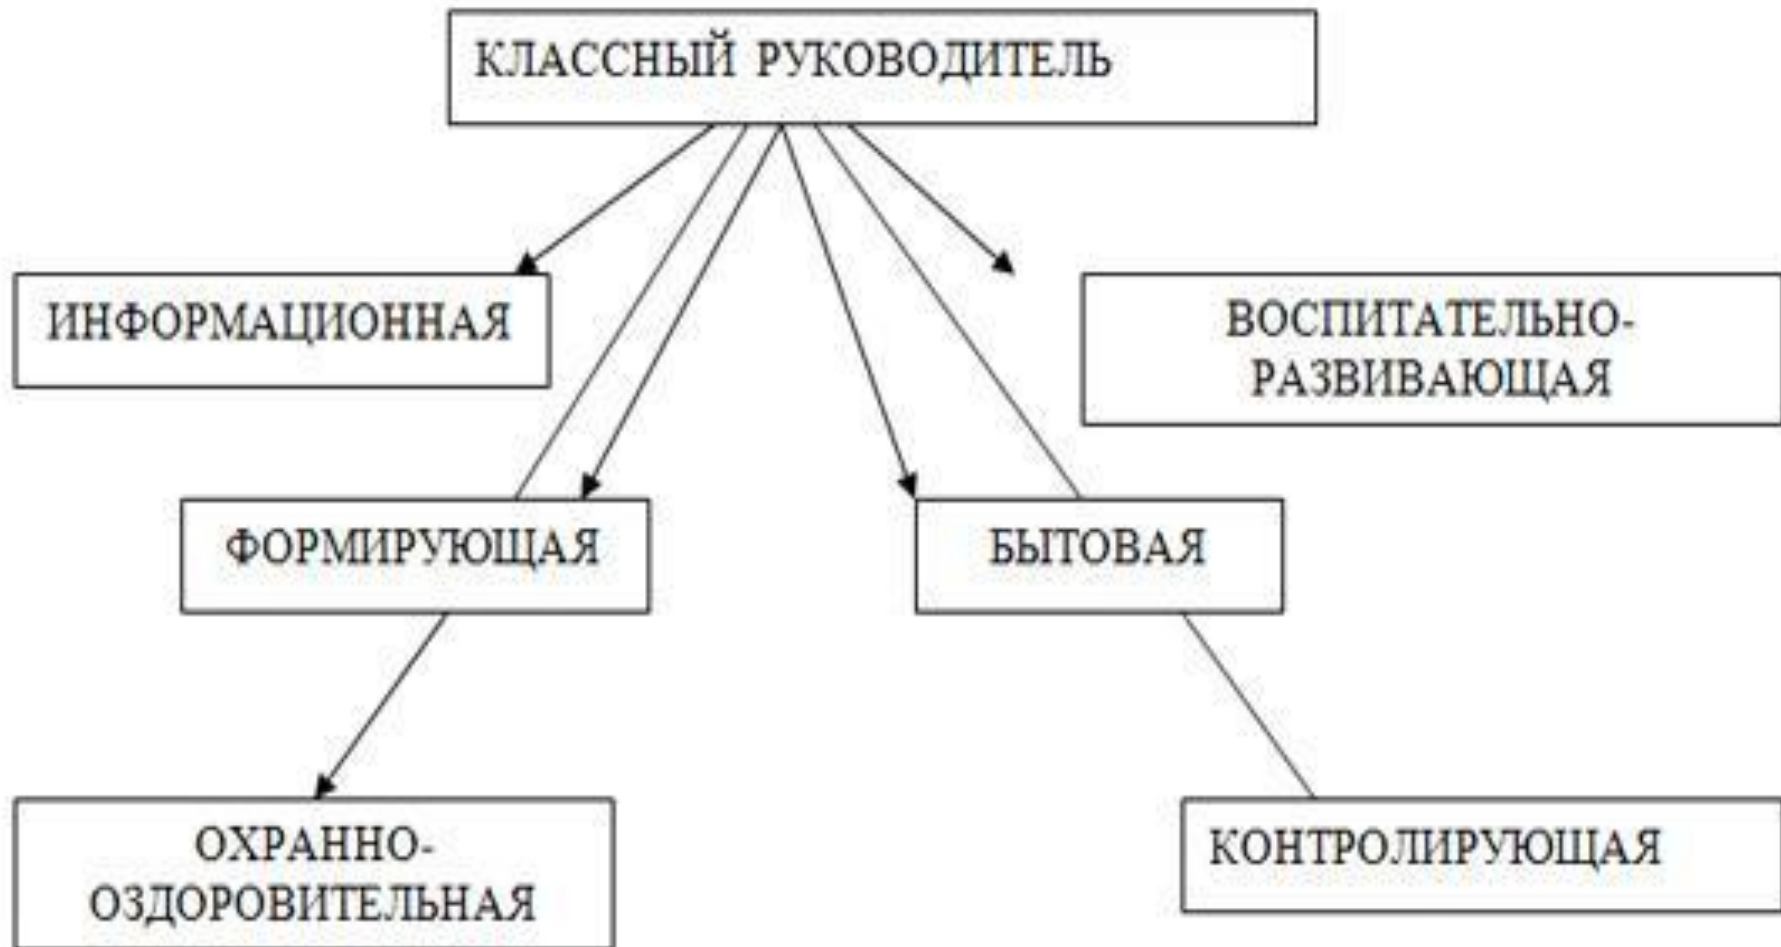 КЛАССНЫЙ РУКОВОДИТЕЛЬ
ИНФОРМАЦИОННАЯ
ВОСПИТАТЕЛЬНО-
РАЗВИВАЮЩАЯ
ФОРМИРУЮЩАЯ
БЫТОВАЯ
ОХРАННО-
ОЗДОРОВИТЕЛЬНАЯ
КОНТРОЛИРУЮЩАЯ